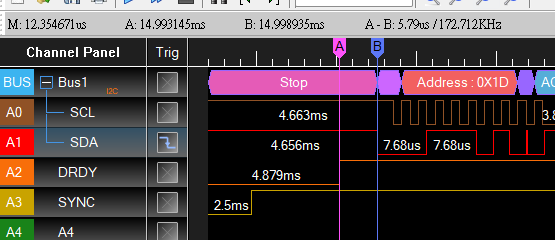 M: 12.354671us A: 14.993145ms B: 14.998935ms A - B: 5.79us / 172.712KHz
Channel Panel Trig A B
BUS Bus1 I2C Stop Address : 0X1D AC
A0 SCL 4.663ms 3.8
A1 SDA 4.656ms 7.68us 7.68us
A2 DRDY 4.879ms
A3 SYNC 2.5ms
A4 A4